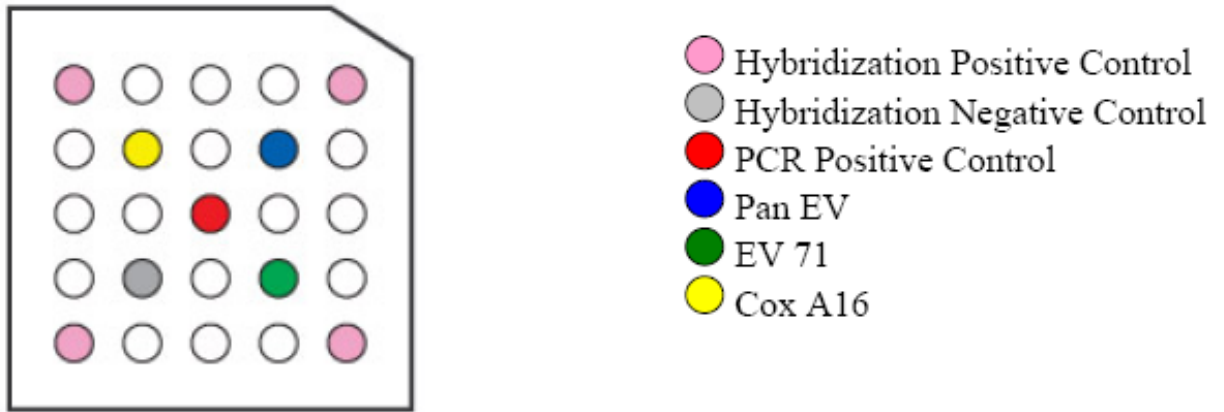 Hybridization Positive Control
Hybridization Negative Control
PCR Positive Control
Pan EV
EV 71
Cox A16